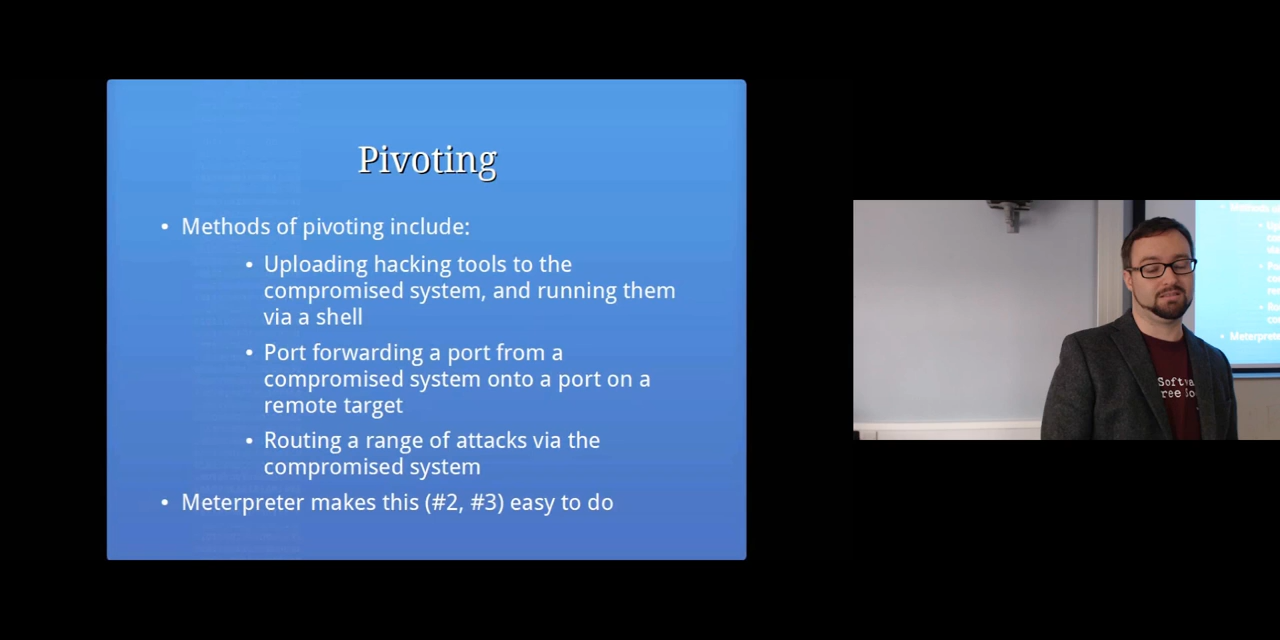 Pivoting
• Methods of pivoting include:
• Uploading hacking tools to the
compromised system, and running them
via a shell
• Port forwarding a port from a
compromised system onto a port on a
remote target
• Routing a range of attacks via the
compromised system
• Meterpreter makes this (#2, #3) easy to do
Meterprete